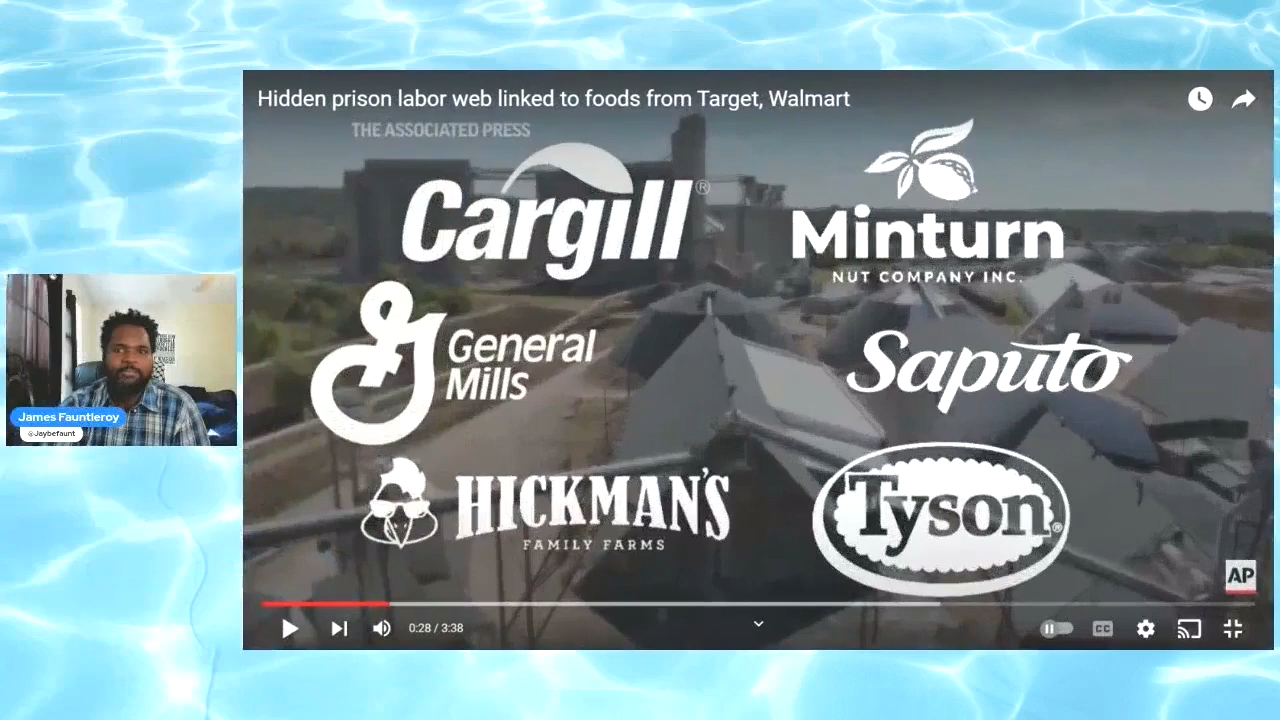 Hidden prison labor web linked to foods from Target, Walmart
THE ASSOCIATED PRESS
Cargill®
Minturn
NUT COMPANY INC.
General
Mills
Saputo
HICKMAN'S
FAMILY FARMS
Tyson®
James Fauntleroy
@Jaybefaunt
AP
0:28 / 3:38
CC